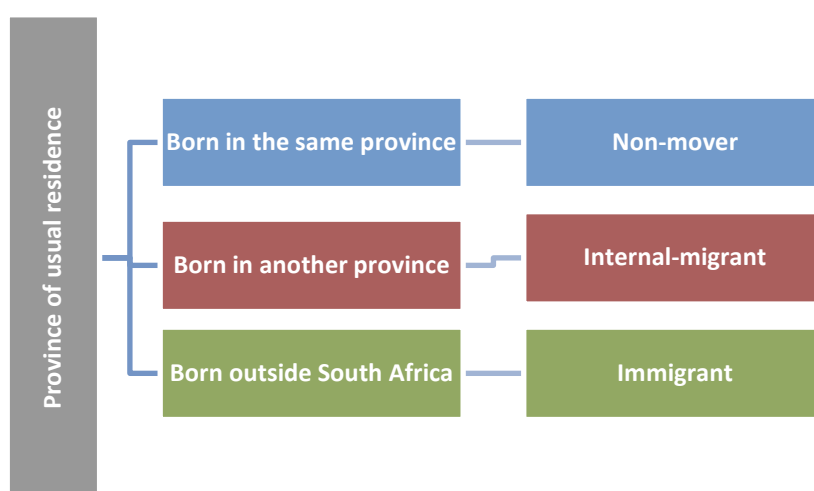 Province of usual residence
Born in the same province
Non-mover
Born in another province
Internal-migrant
Born outside South Africa
Immigrant